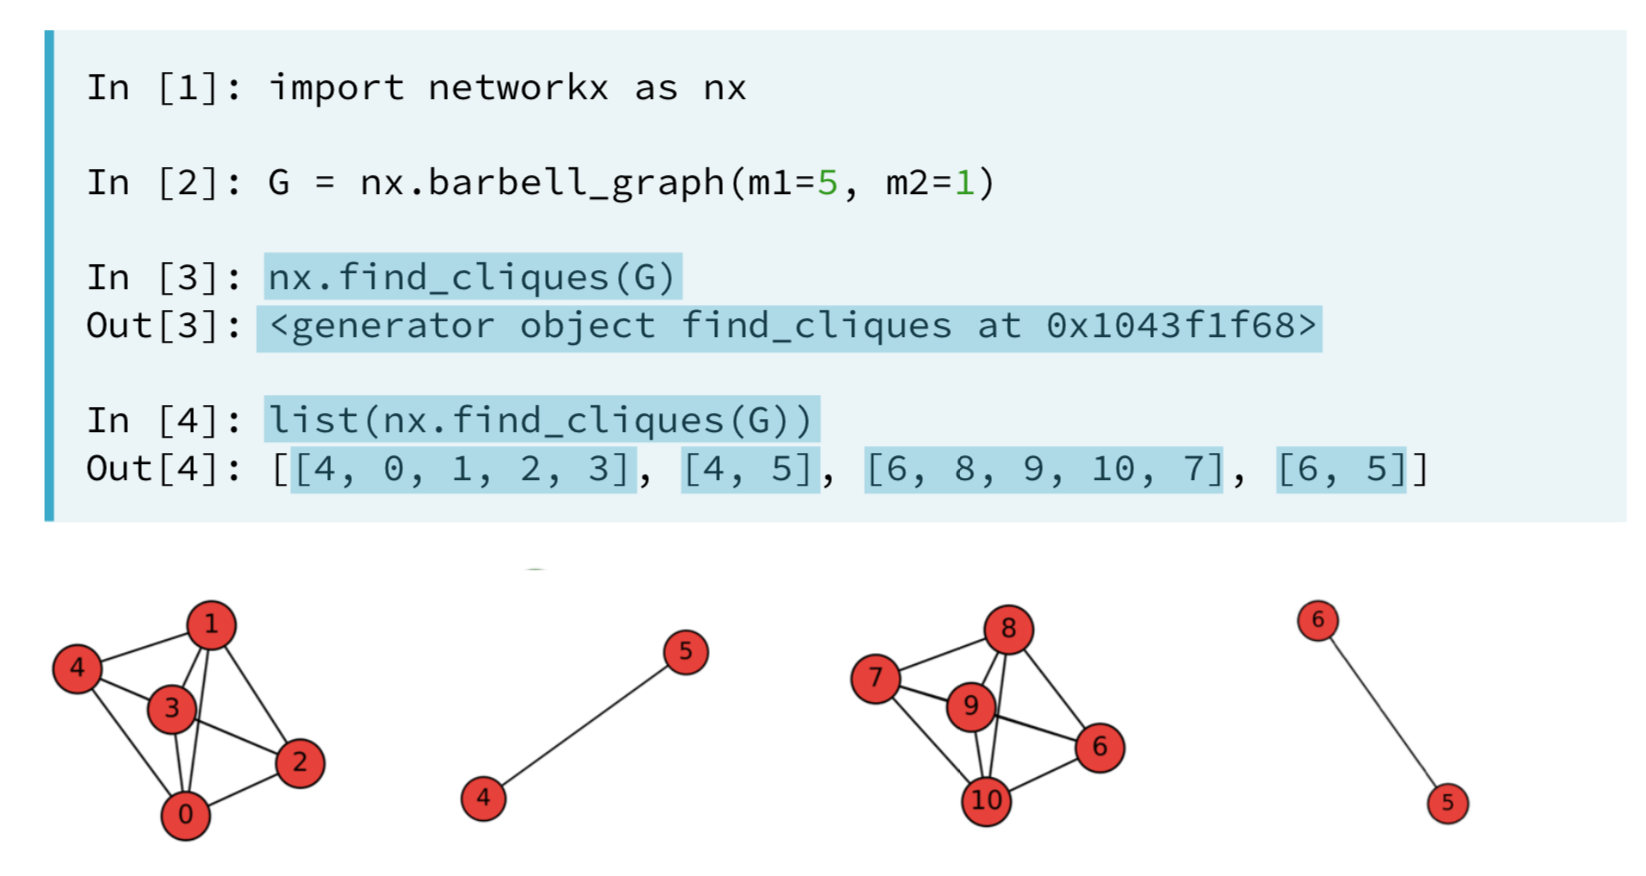 In [1]: import networkx as nx
In [2]: G = nx.barbell_graph(m1=5, m2=1)
In [3]: nx.find_cliques(G)
Out[3]: <generator object find_cliques at 0x1043f1f68>
In [4]: list(nx.find_cliques(G))
Out[4]: [[4, 0, 1, 2, 3], [4, 5], [6, 8, 9, 10, 7], [6, 5]]
1
4
3
2
0
5
4
8
7
9
6
10
6
5